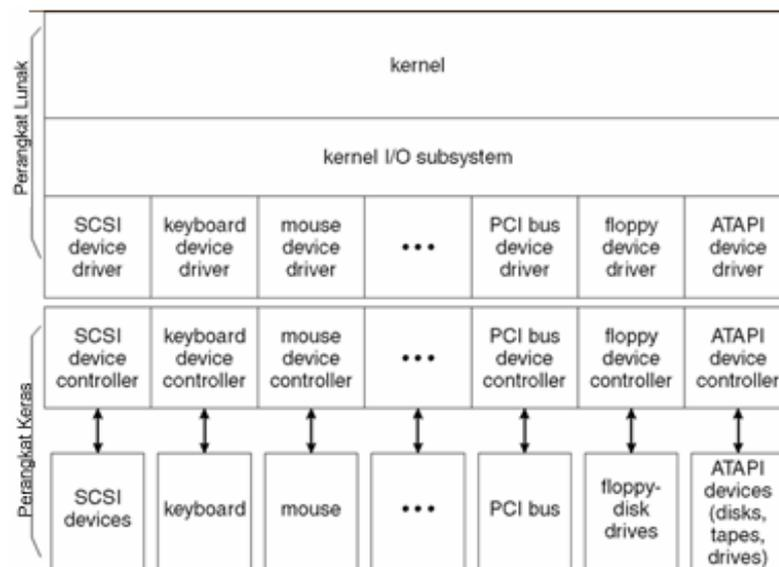 Perangkat Lunak
kernel
kernel I/O subsystem
SCSI
device
driver
keyboard
device
driver
mouse
device
driver
•••
PCI bus
device
driver
floppy
device
driver
ATAPI
device
driver
Perangkat Keras
SCSI
device
controller
keyboard
device
controller
mouse
device
controller
•••
PCI bus
device
controller
floppy
device
controller
ATAPI
device
controller
SCSI
devices
keyboard
mouse
•••
PCI bus
floppy-
disk
drives
ATAPI
devices
(disks,
tapes,
drives)